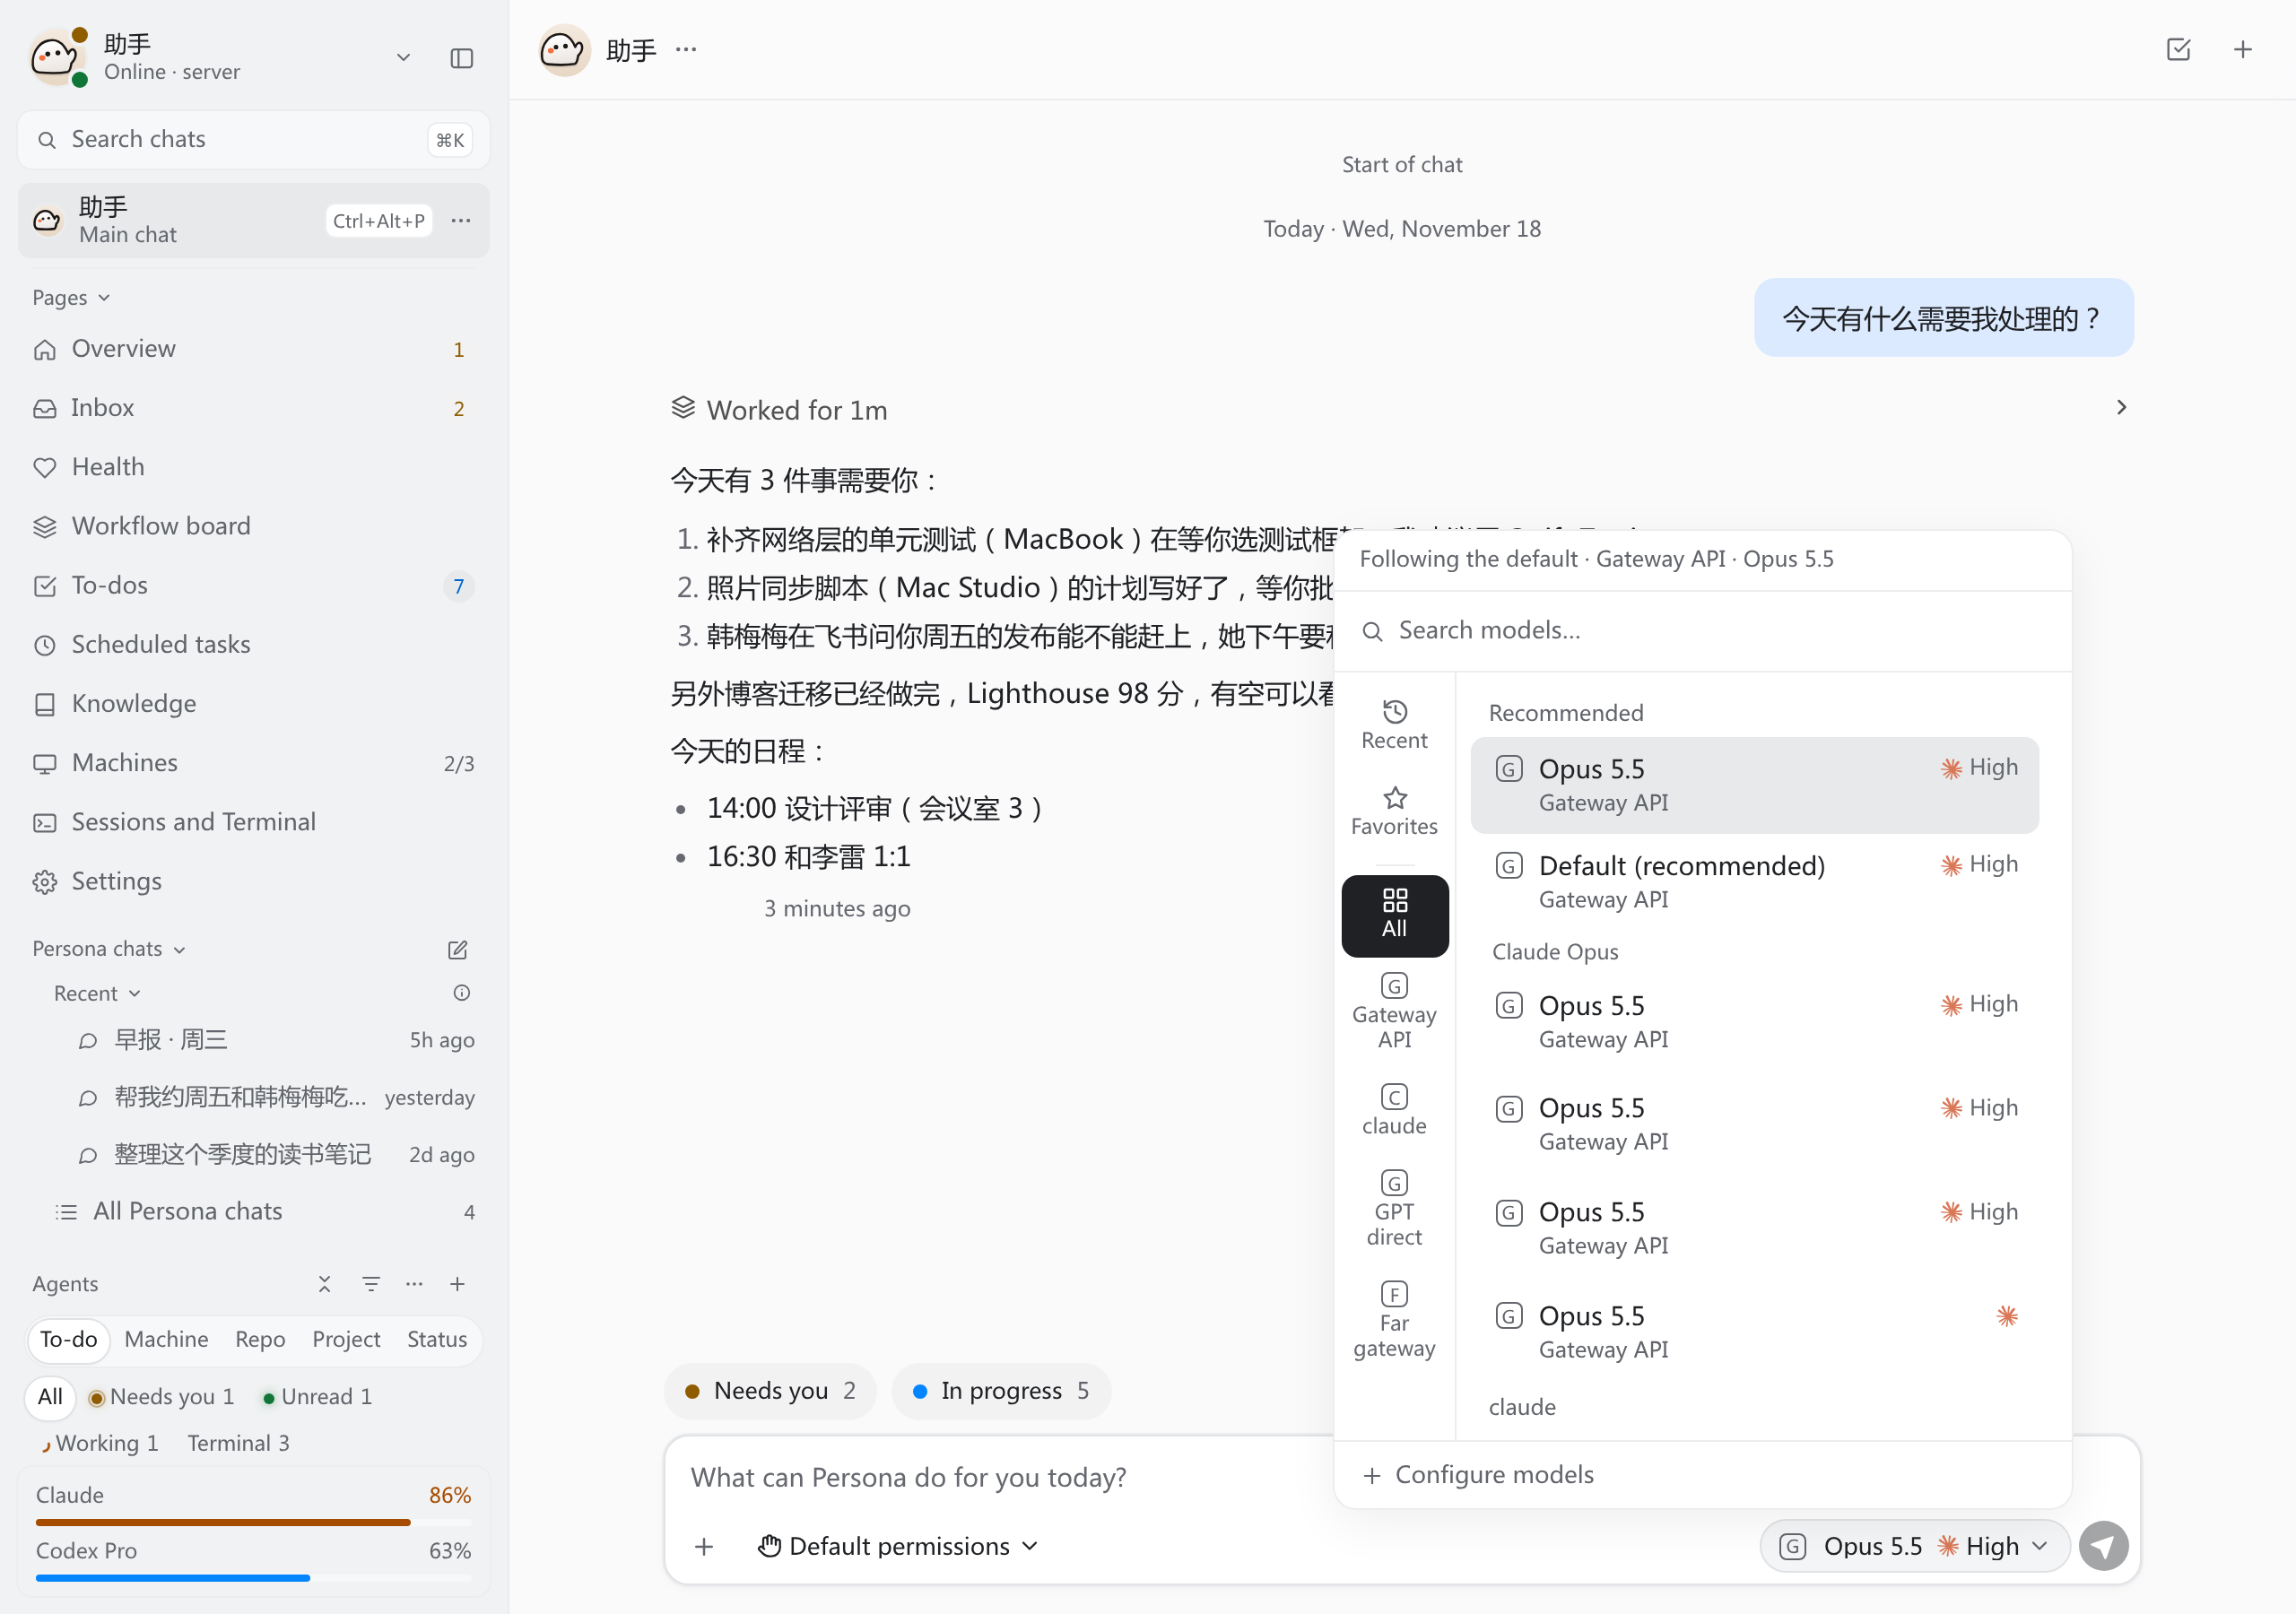 助手
Online · server
Search chats
⌘K
助手
Main chat
Ctrl+Alt+P
Pages
Overview
1
Inbox
2
Health
Workflow board
To-dos
7
Scheduled tasks
Knowledge
Machines
2/3
Sessions and Terminal
Settings
Persona chats
Recent
早报 · 周三
5h ago
帮我约周五和韩梅梅吃...
yesterday
整理这个季度的读书笔记
2d ago
All Persona chats
4
Agents
To-do
Machine
Repo
Project
Status
All
Needs you 1
Unread 1
Working 1
Terminal 3
Claude
86%
Codex Pro
63%
助手
Start of chat
Today · Wed, November 18
今天有什么需要我处理的？
Worked for 1m
今天有 3 件事需要你：
1. 补齐网络层的单元测试（MacBook）在等你选测试框
2. 照片同步脚本（Mac Studio）的计划写好了，等你批
3. 韩梅梅在飞书问你周五的发布能不能赶上，她下午要
另外博客迁移已经做完，Lighthouse 98 分，有空可以看
今天的日程：
• 14:00 设计评审（会议室 3）
• 16:30 和李雷 1:1
3 minutes ago
Following the default · Gateway API · Opus 5.5
Search models...
Recent
Favorites
All
G
Gateway
API
C
claude
G
GPT
direct
F
Far
gateway
Recommended
G
Opus 5.5
High
Gateway API
G
Default (recommended)
High
Gateway API
Claude Opus
G
Opus 5.5
High
Gateway API
G
Opus 5.5
High
Gateway API
G
Opus 5.5
High
Gateway API
G
Opus 5.5
Gateway API
claude
Configure models
Needs you 2
In progress 5
What can Persona do for you today?
Default permissions
G
Opus 5.5
High